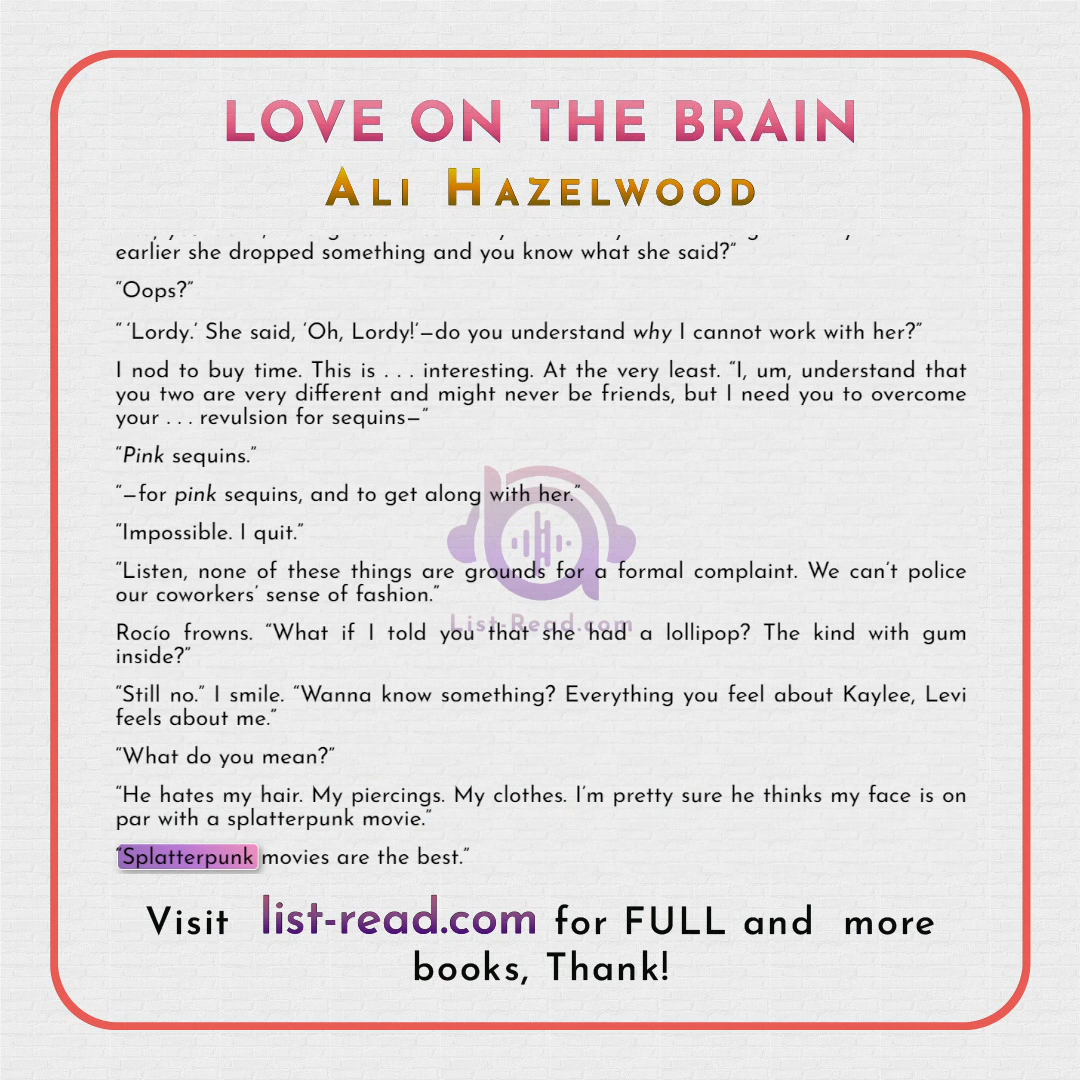 LOVE ON THE BRAIN
ALI HAZELWOOD
earlier she dropped something and you know what she said?”
“Oops?”
“ ‘Lordy.’ She said, ‘Oh, Lordy!’—do you understand why I cannot work with her?”
I nod to buy time. This is . . . interesting. At the very least. “I, um, understand that
you two are very different and might never be friends, but I need you to overcome
your . . . revulsion for sequins—”
“Pink sequins.”
“—for pink sequins, and to get along with her.”
“Impossible. I quit.”
“Listen, none of these things are grounds for a formal complaint. We can’t police
our coworkers’ sense of fashion.”
List-Read.com
Rocío frowns. “What if I told you that she had a lollipop? The kind with gum
inside?”
“Still no.” I smile. “Wanna know something? Everything you feel about Kaylee, Levi
feels about me.”
“What do you mean?”
“He hates my hair. My piercings. My clothes. I’m pretty sure he thinks my face is on
par with a splatterpunk movie.”
“Splatterpunk movies are the best.”
Visit list-read.com for FULL and more
books, Thank!